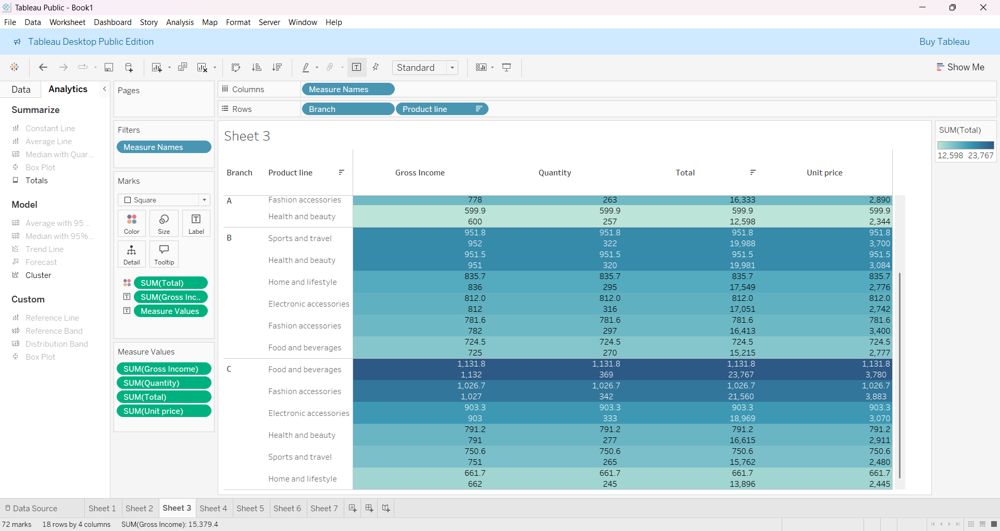 Tableau Public - Book1
File Data Worksheet Dashboard Story Analysis Map Format Server Window Help
Tableau Desktop Public Edition Buy Tableau
Standard Show Me
Data Analytics
Summarize
Constant Line
Average Line
Median with Quar...
Box Plot
Totals
Model
Average with 95...
Median with 95%...
Trend Line
Forecast
Cluster
Custom
Reference Line
Reference Band
Distribution Band
Box Plot
Pages
Filters
Measure Names
Marks
Square
Color Size Label
Detail Tooltip
SUM(Total)
SUM(Gross Inc..
Measure Values
Measure Values
SUM(Gross Income)
SUM(Quantity)
SUM(Total)
SUM(Unit price)
Columns Measure Names
Rows Branch Product line
Sheet 3
Branch Product line Gross Income Quantity Total Unit price
A Fashion accessories 778 263 16,333 2,890
Health and beauty 599.9 599.9 599.9 599.9
600 257 12,598 2,344
B Sports and travel 951.8 951.8 951.8 951.8
952 322 19,988 3,700
Health and beauty 951.5 951.5 951.5 951.5
951 320 19,981 3,084
Home and lifestyle 835.7 835.7 835.7 835.7
836 295 17,549 2,776
Electronic accessories 812.0 812.0 812.0 812.0
812 316 17,051 2,742
Fashion accessories 781.6 781.6 781.6 781.6
782 297 16,413 3,400
Food and beverages 724.5 724.5 724.5 724.5
725 270 15,215 2,777
C Food and beverages 1,131.8 1,131.8 1,131.8 1,131.8
1,132 369 23,767 3,780
Fashion accessories 1,026.7 1,026.7 1,026.7 1,026.7
1,027 342 21,560 3,883
Electronic accessories 903.3 903.3 903.3 903.3
903 333 18,969 3,070
Health and beauty 791.2 791.2 791.2 791.2
791 277 16,615 2,911
Sports and travel 750.6 750.6 750.6 750.6
751 265 15,762 2,480
Home and lifestyle 661.7 661.7 661.7 661.7
662 245 13,896 2,445
SUM(Total)
12,598 23,767
Data Source Sheet 1 Sheet 2 Sheet 3 Sheet 4 Sheet 5 Sheet 6 Sheet 7
72 marks 18 rows by 4 columns SUM(Gross Income): 15,379.4